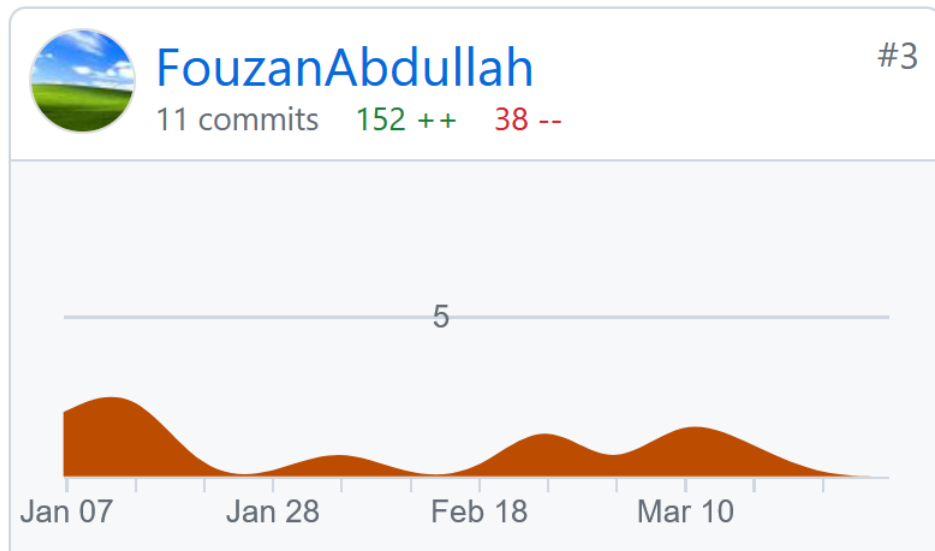 FouzanAbdullah
#3
11 commits 152 ++ 38 --
5
Jan 07 Jan 28 Feb 18 Mar 10